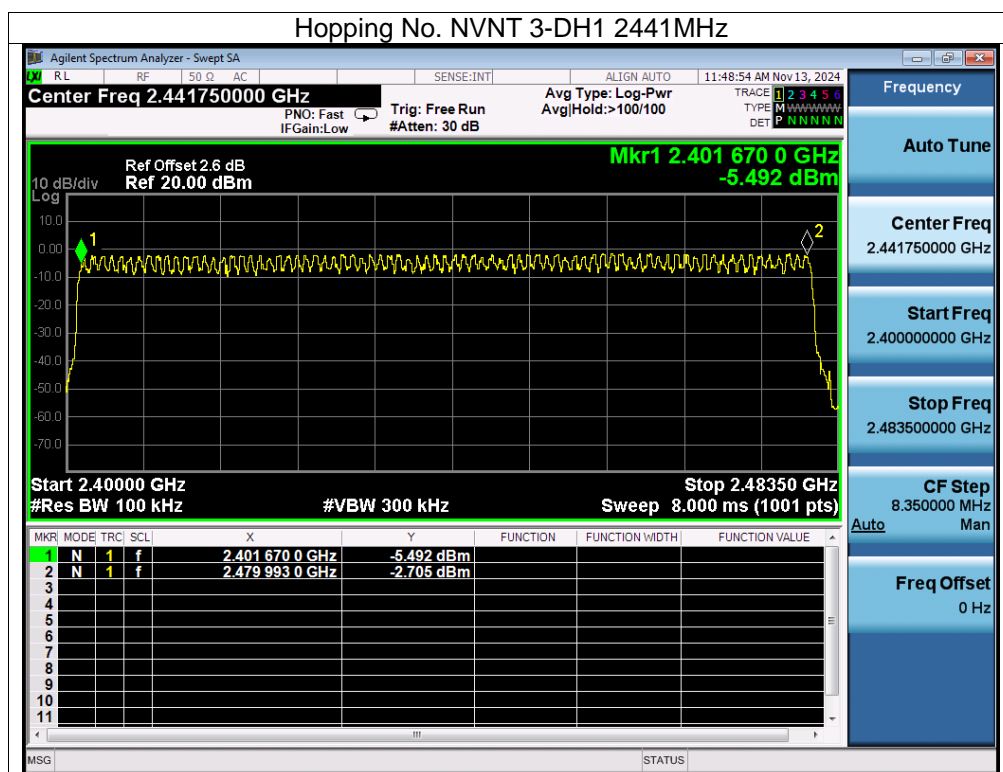 Hopping No. NVNT 3-DH1 2441MHz
Agilent Spectrum Analyzer - Swept SA
LXI RL RF 50 Ω AC SENSE:INT ALIGN AUTO 11:48:54 AM Nov 13, 2024
Center Freq 2.441750000 GHz
PNO: Fast
IFGain:Low
Trig: Free Run
#Atten: 30 dB
Avg Type: Log-Pwr
Avg|Hold:>100/100
TRACE 1 2 3 4 5 6
TYPE M WWWWW
DET P N N N N N
Mkr1 2.401 670 0 GHz
-5.492 dBm
Ref Offset 2.6 dB
10 dB/div Ref 20.00 dBm
Log
10.0
0.00
-10.0
-20.0
-30.0
-40.0
-50.0
-60.0
-70.0
1
2
Start 2.40000 GHz Stop 2.48350 GHz
#Res BW 100 kHz #VBW 300 kHz Sweep 8.000 ms (1001 pts)
MKR MODE TRC SCL X Y FUNCTION FUNCTION WIDTH FUNCTION VALUE
1 N 1 f 2.401 670 0 GHz -5.492 dBm
2 N 1 f 2.479 993 0 GHz -2.705 dBm
3
4
5
6
7
8
9
10
11
MSG STATUS
Frequency
Auto Tune
Center Freq
2.441750000 GHz
Start Freq
2.400000000 GHz
Stop Freq
2.483500000 GHz
CF Step
8.350000 MHz
Auto Man
Freq Offset
0 Hz